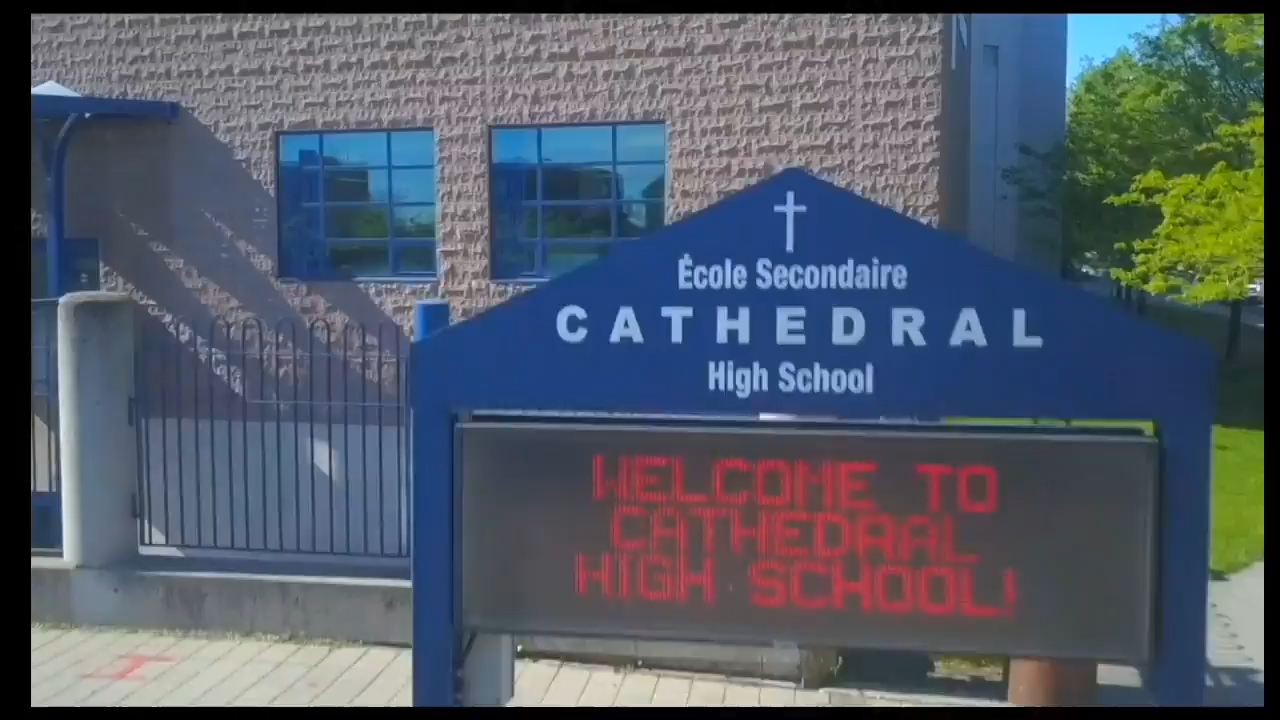 École Secondaire
CATHEDRAL
High School
WELCOME TO
CATHEDRAL
HIGH SCHOOL!